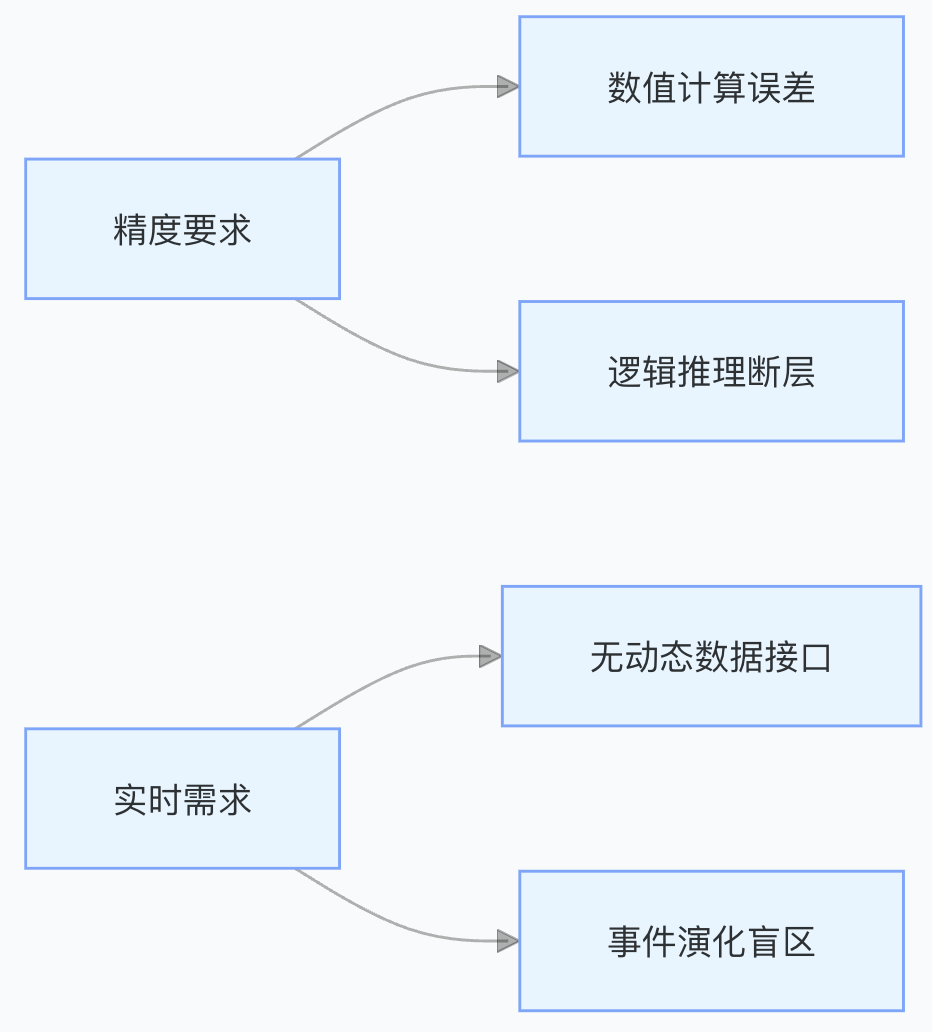 数值计算误差
精度要求
逻辑推理断层
无动态数据接口
实时需求
事件演化盲区